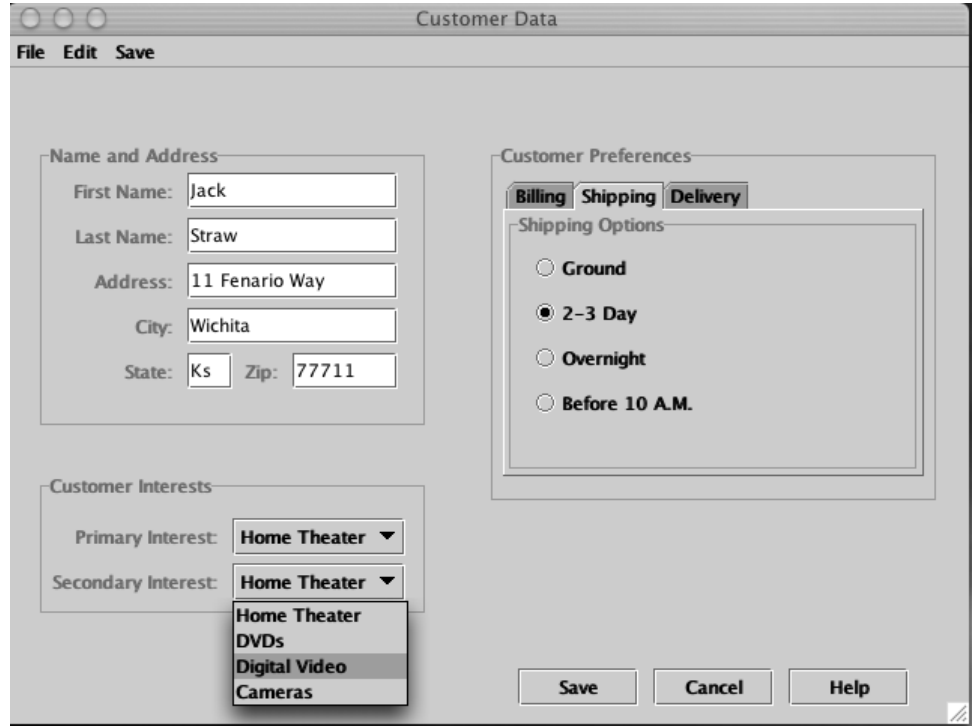 Customer Data
File Edit Save
Name and Address
First Name: Jack
Last Name: Straw
Address: 11 Fenario Way
City: Wichita
State: Ks Zip: 77711
Customer Preferences
Billing Shipping Delivery
Shipping Options
Ground
2-3 Day
Overnight
Before 10 A.M.
Customer Interests
Primary Interest: Home Theater
Secondary Interest: Home Theater
Home Theater
DVDs
Digital Video
Cameras
Save Cancel Help